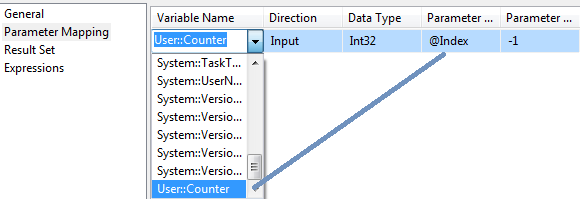 General
Parameter Mapping
Result Set
Expressions
Variable Name Direction Data Type Parameter ... Parameter ...
User::Counter Input Int32 @Index -1
System::TaskT...
System::UserN...
System::Versio...
System::Versio...
System::Versio...
System::Versio...
System::Versio...
User::Counter